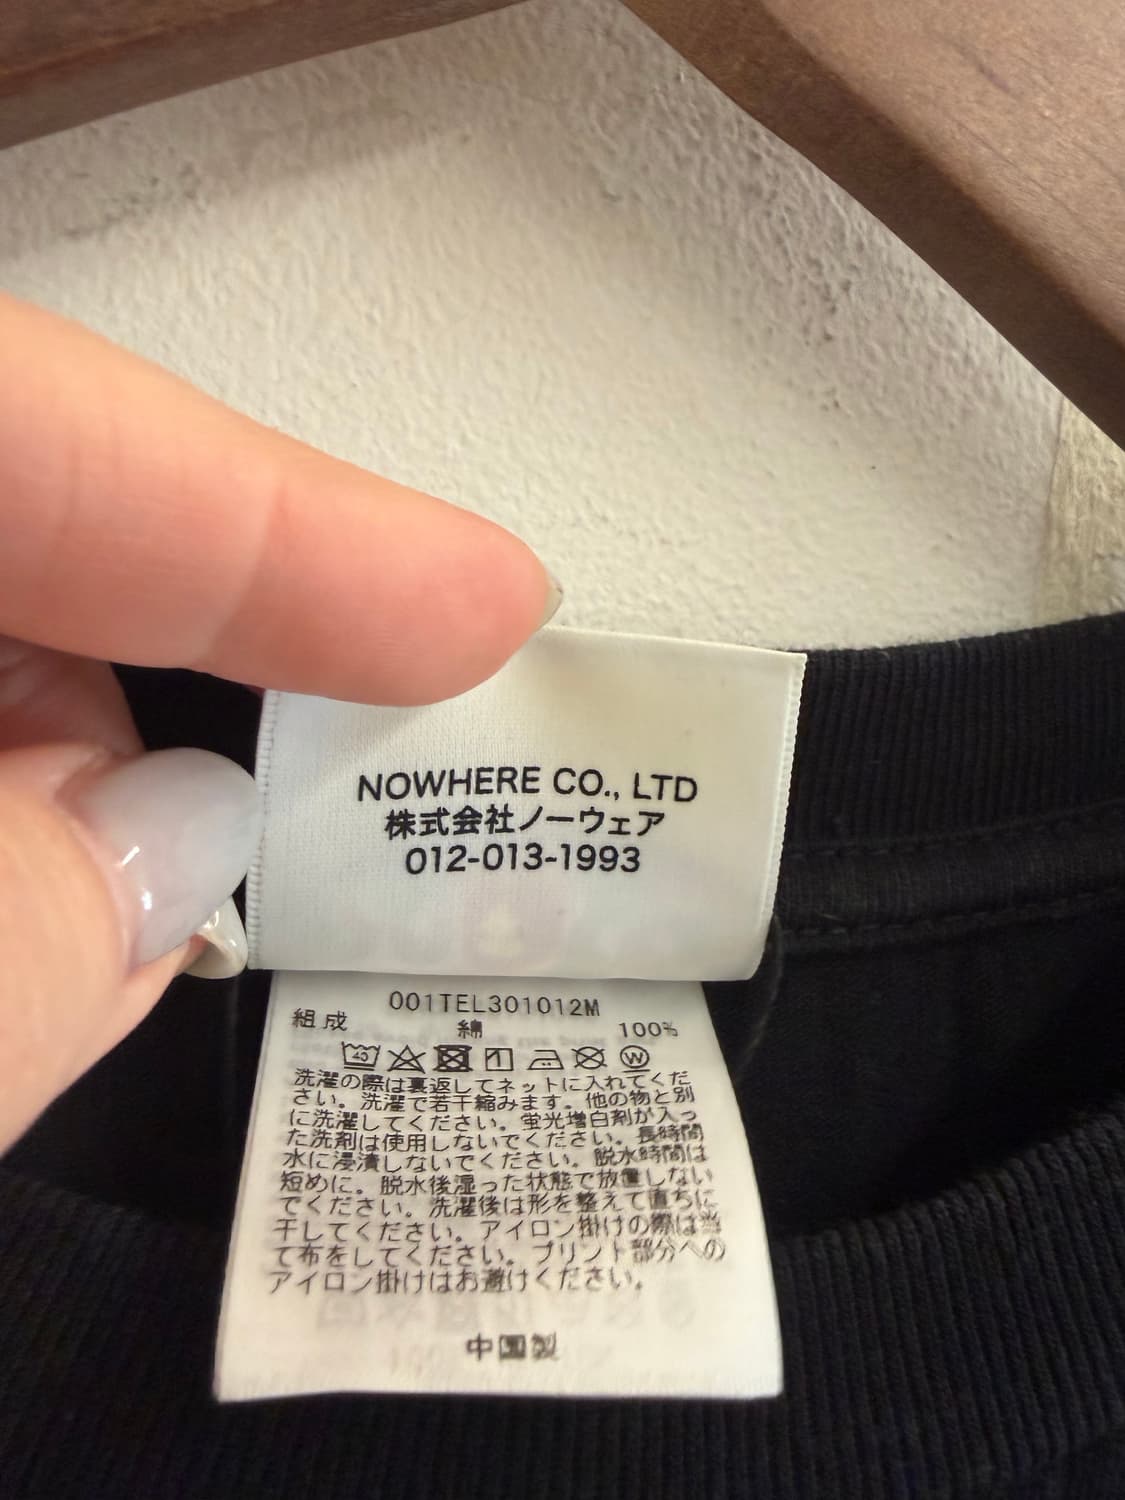 NOWHERE CO., LTD
株式会社ノーウェア
012-013-1993
001TEL301012M
組成 綿 100%
40 W
洗濯の際は裏返してネットに入れてくだ
さい。洗濯で若干縮みます。他の物と別
に洗濯してください。蛍光増白剤が入っ
た洗剤は使用しないでください。長時間
水に浸漬しないでください。脱水時間は
短めに。脱水後湿った状態で放置しない
でください。洗濯後は形を整えて直ちに
干してください。アイロン掛けの際は当
て布をしてください。プリント部分への
アイロン掛けはお避けください。
中国製